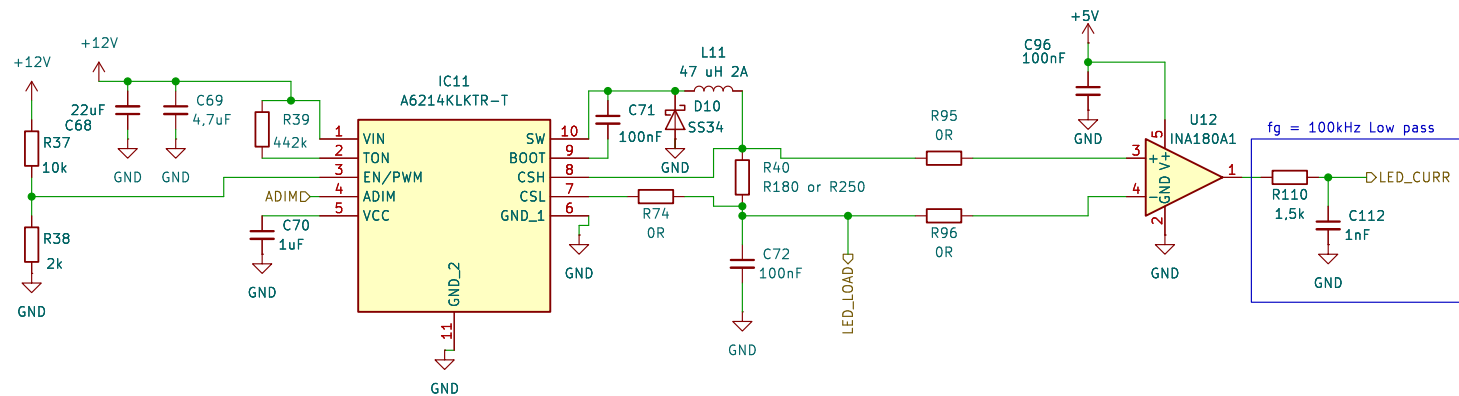 +12V
+12V
22uF
C68
C69
4,7uF
GND
GND
R37
10k
R38
2k
GND
R39
442k
ADIM
C70
1uF
GND
IC11
A6214KLKTR-T
1
VIN
2
TON
3
EN/PWM
4
ADIM
5
VCC
10
SW
9
BOOT
8
CSH
7
CSL
6
GND_1
GND_2
11
GND
GND
C71
100nF
D10
SS34
GND
L11
47 uH 2A
R40
R180 or R250
R74
0R
C72
100nF
GND
LED_LOAD
R95
0R
R96
0R
+5V
C96
100nF
GND
U12
INA180A1
3
+
4
-
5
V+
GND
2
1
GND
fg = 100kHz Low pass
R110
1,5k
C112
1nF
GND
LED_CURR